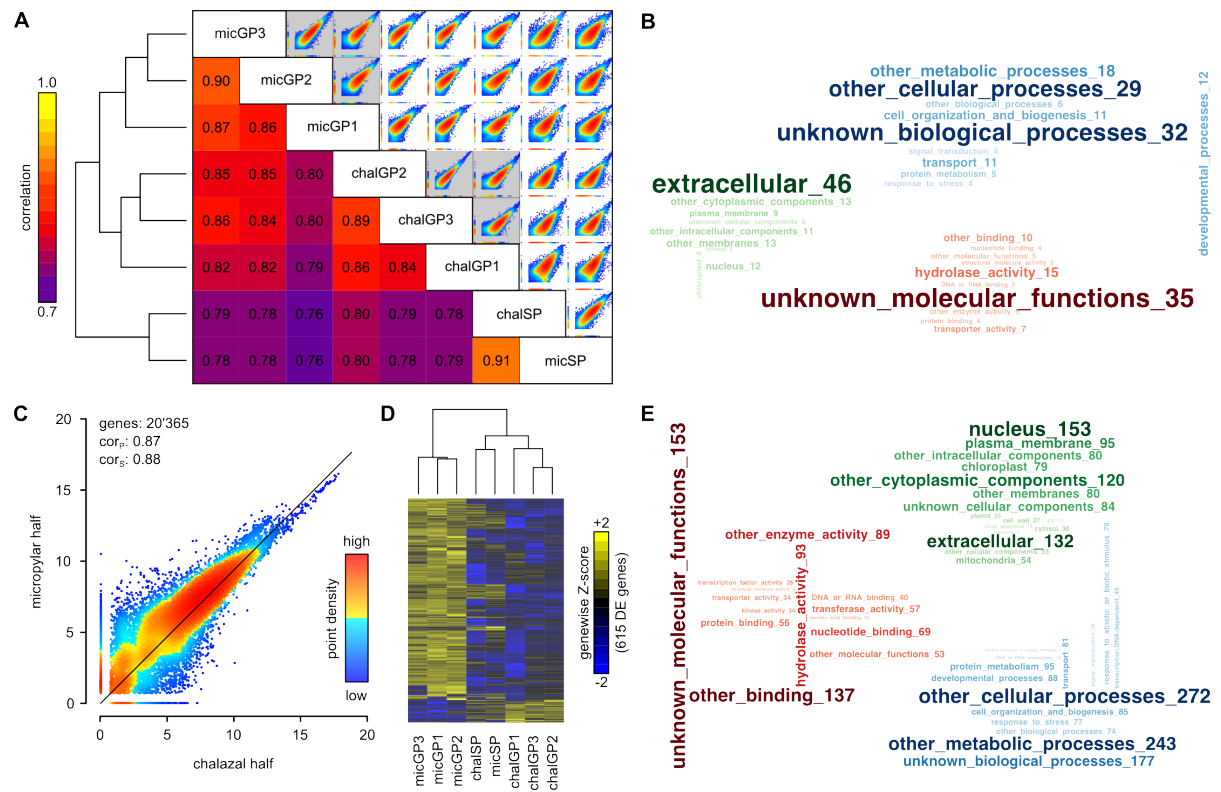 A
1.0
correlation
0.7
micGP3
0.90
micGP2
0.87
0.86
micGP1
0.85
0.85
0.80
chalGP2
0.86
0.84
0.80
0.89
chalGP3
0.82
0.82
0.79
0.86
0.84
chalGP1
0.79
0.78
0.76
0.80
0.79
0.78
chalSP
0.78
0.78
0.76
0.80
0.78
0.79
0.91
micSP
B
other_metabolic_processes_18
other_cellular_processes_29
other_biological_processes_6
cell_organization_and_biogenesis_11
unknown_biological_processes_32
signal_transduction_4
transport_11
protein_metabolism_5
response_to_stress_4
developmental_processes_12
extracellular_46
other_cytoplasmic_components_13
plasma_membrane_9
unknown_cellular_components_6
other_intracellular_components_11
other_membranes_13
nucleus_12
other_binding_10
nucleotide_binding_4
other_molecular_functions_5
structural_molecule_activity_3
hydrolase_activity_15
DNA_or_RNA_binding_3
unknown_molecular_functions_35
other_enzyme_activity_5
protein_binding_4
transporter_activity_7
C
genes: 20'365
corP: 0.87
corS: 0.88
20
15
10
5
0
micropylar half
0
5
10
15
20
chalazal half
high
point density
low
D
micGP3
micGP1
micGP2
chalSP
micSP
chalGP1
chalGP3
chalGP2
+2
genewise Z-score
(615 DE genes)
-2
E
unknown_molecular_functions_153
other_enzyme_activity_89
hydrolase_activity_93
transcription_factor_activity_26
transporter_activity_34
kinase_activity_24
protein_binding_56
DNA_or_RNA_binding_40
transferase_activity_57
nucleotide_binding_69
other_molecular_functions_53
other_binding_137
nucleus_153
plasma_membrane_95
other_intracellular_components_80
chloroplast_79
other_cytoplasmic_components_120
other_membranes_80
unknown_cellular_components_84
plastid_25
cell_wall_27
cytosol_30
extracellular_132
other_cellular_components_33
mitochondria_54
response_to_abiotic_or_biotic_stimulus_70
transport_81
protein_metabolism_95
developmental_processes_88
other_cellular_processes_272
cell_organization_and_biogenesis_85
response_to_stress_77
other_biological_processes_74
other_metabolic_processes_243
unknown_biological_processes_177